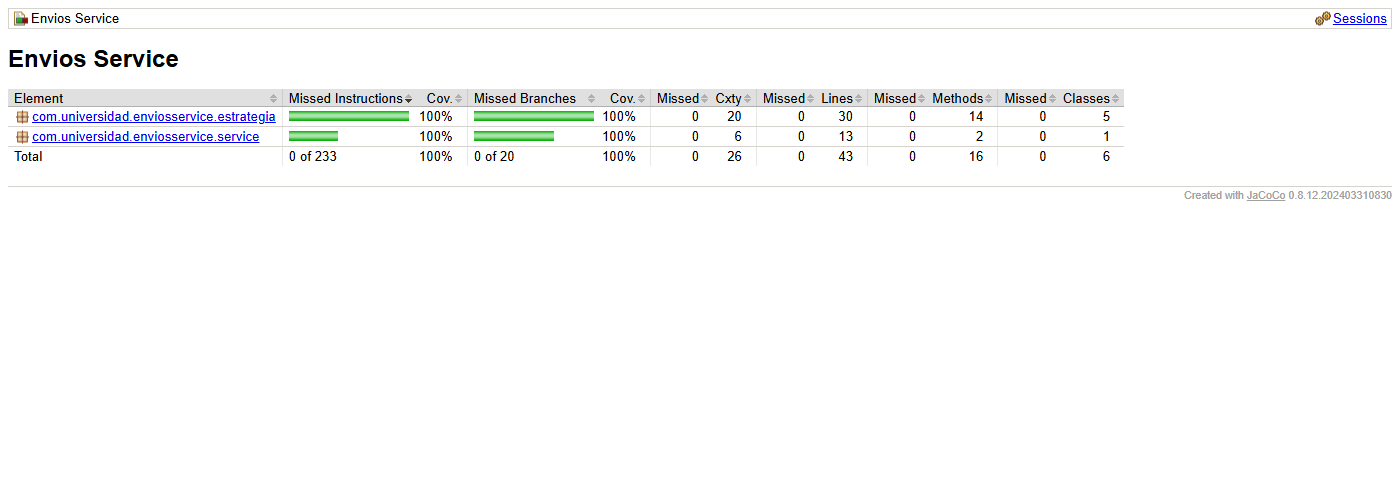 Envios Service Sessions
Envios Service
Element Missed Instructions Cov. Missed Branches Cov. Missed Cxty Missed Lines Missed Methods Missed Classes
com.universidad.enviosservice.estrategia 100% 100% 0 20 0 30 0 14 0 5
com.universidad.enviosservice.service 100% 100% 0 6 0 13 0 2 0 1
Total 0 of 233 100% 0 of 20 100% 0 26 0 43 0 16 0 6
Created with JaCoCo 0.8.12.202403310830